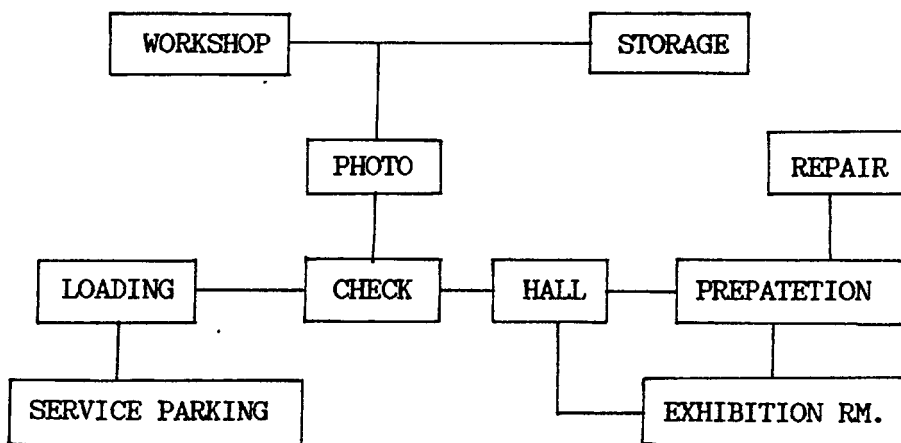 WORKSHOP
STORAGE
PHOTO
REPAIR
LOADING
CHECK
HALL
PREPATETION
SERVICE PARKING
EXHIBITION RM.